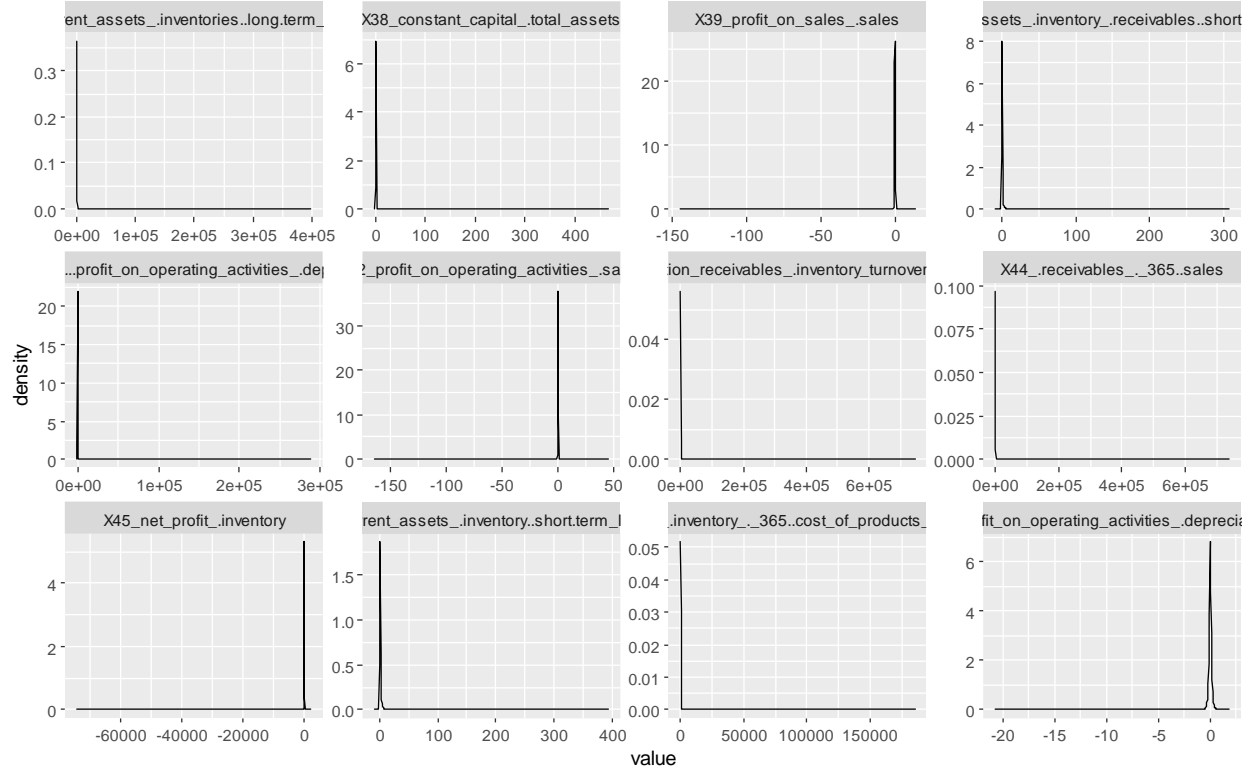 rent_assets_.inventories..long.term_
X38_constant_capital_.total_assets
X39_profit_on_sales_.sales
ssets_.inventory_.receivables..short
0.3
0.2
0.1
0.0
0e+00 1e+05 2e+05 3e+05 4e+05
6
4
2
0
0 100 200 300 400
20
10
0
-150 -100 -50 0
8
6
4
2
0
0 100 200 300
...profit_on_operating_activities_.dep
2_profit_on_operating_activities_.sa
tion_receivables_.inventory_turnover
X44_.receivables_._365..sales
20
15
10
5
0
0e+00 1e+05 2e+05 3e+05
30
20
10
0
-150 -100 -50 0 50
0.04
0.02
0.00
0e+00 2e+05 4e+05 6e+05
0.100
0.075
0.050
0.025
0.000
0e+00 2e+05 4e+05 6e+05
X45_net_profit_.inventory
rent_assets_.inventory..short.term_l
.inventory_._365..cost_of_products_
fit_on_operating_activities_.deprecia
4
2
0
-60000 -40000 -20000 0
1.5
1.0
0.5
0.0
0 100 200 300 400
0.05
0.04
0.03
0.02
0.01
0.00
0 50000 100000 150000
6
4
2
0
-20 -15 -10 -5 0
density
value